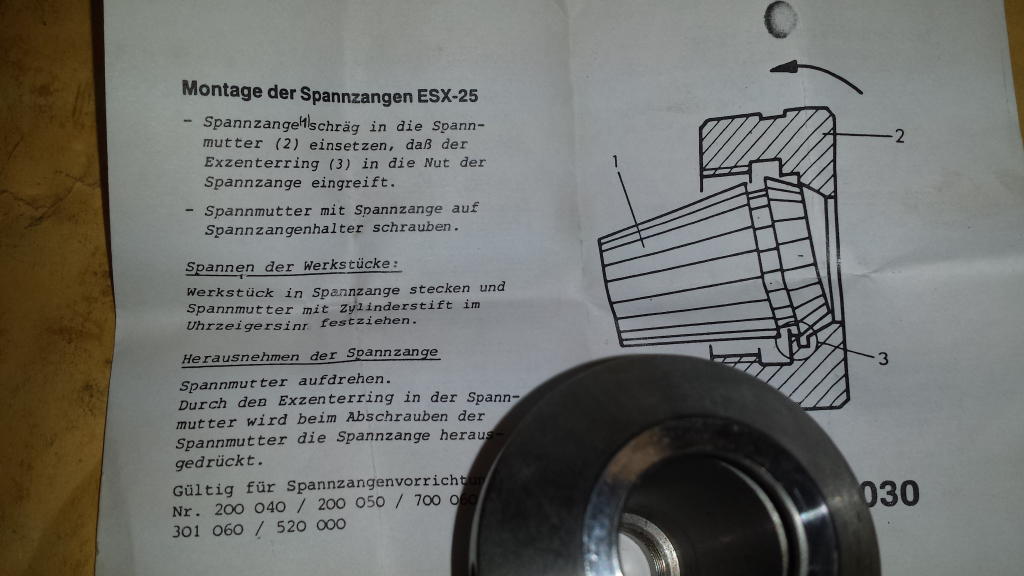 Montage der Spannzangen ESX-25
- Spannzange(1)schräg in die Spann-
mutter (2) einsetzen, daß der
Exzenterring (3) in die Nut der
Spannzange eingreift.
- Spannmutter mit Spannzange auf
Spannzangenhalter schrauben.
Spannen der Werkstücke:
Werkstück in Spannzange stecken und
Spannmutter mit Zylinderstift im
Uhrzeigersinn festziehen.
Herausnehmen der Spannzange
Spannmutter aufdrehen.
Durch den Exzenterring in der Spann-
mutter wird beim Abschrauben der
Spannmutter die Spannzange heraus-
gedrückt.
Gültig für
Nr. 200 040 / 200 050 / 700 060
301 060 / 520 000
1
2
3
030